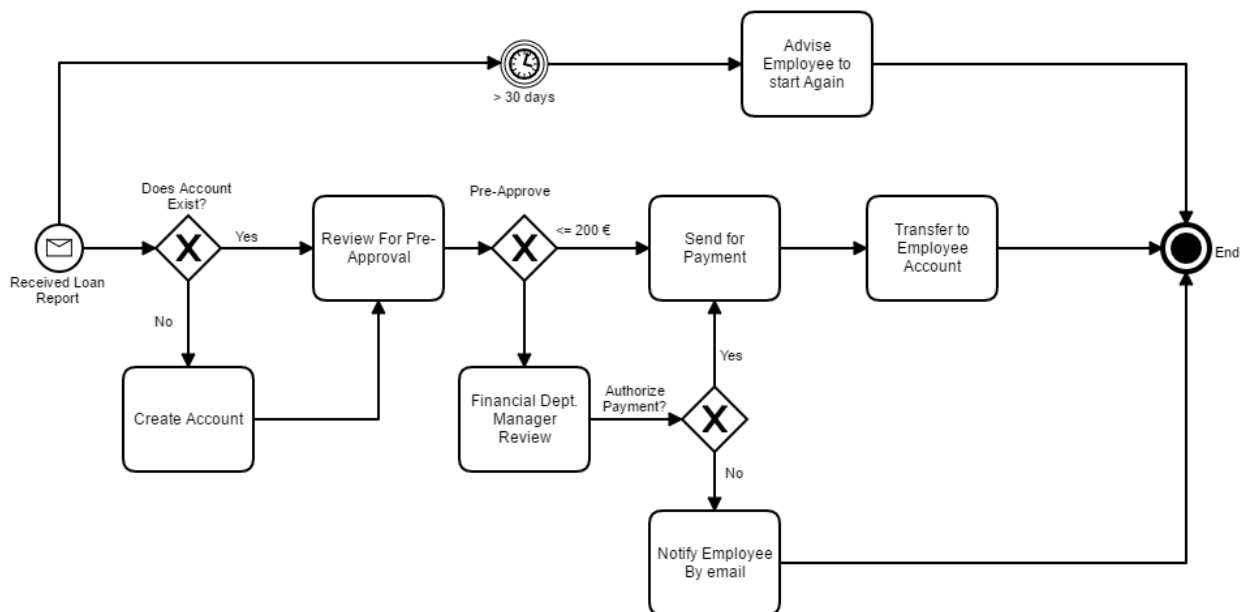 Advise
Employee to
start Again
> 30 days
Does Account
Exist?
Pre-Approve
Yes
Review For Pre-
Approval
<= 200 €
Send for
Payment
Transfer to
Employee
Account
End
Received Loan
Report
No
Yes
Create Account
Financial Dept.
Manager
Review
Authorize
Payment?
No
Notify Employee
By email